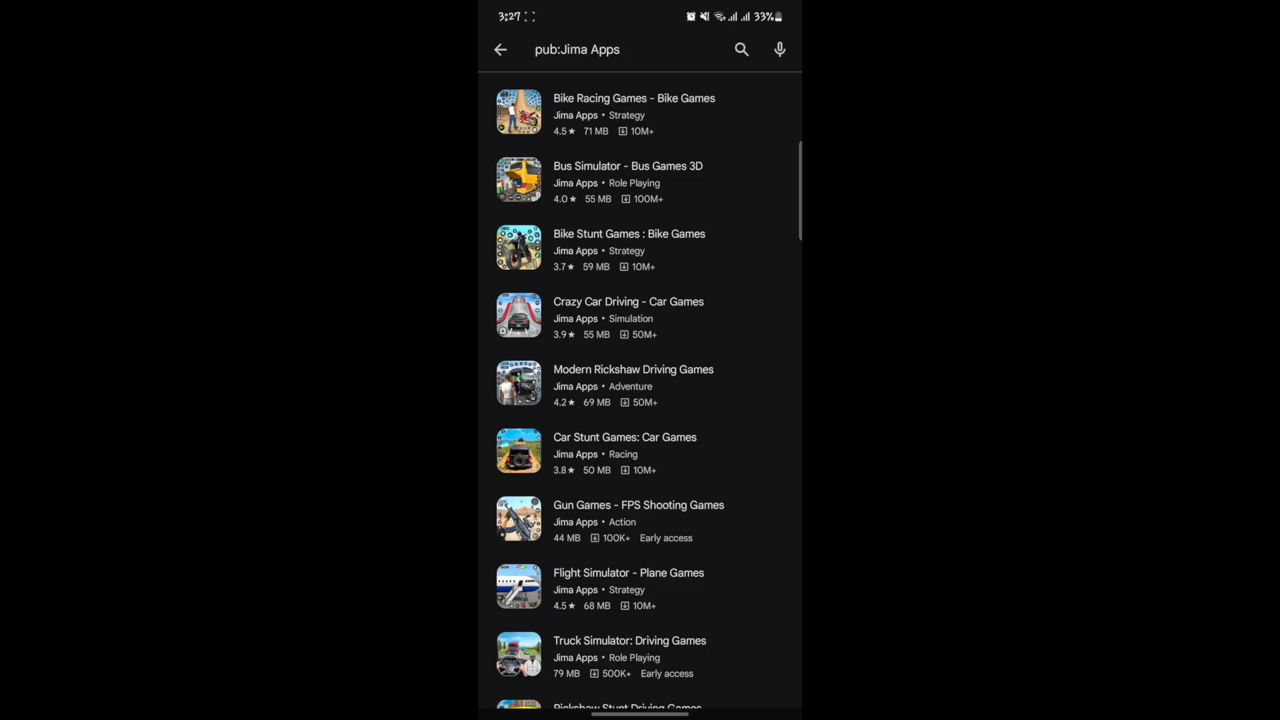 3:27 33%
pub:Jima Apps
Bike Racing Games - Bike Games
Jima Apps • Strategy
4.5★ 71 MB 10M+
Bus Simulator - Bus Games 3D
Jima Apps • Role Playing
4.0★ 55 MB 100M+
Bike Stunt Games : Bike Games
Jima Apps • Strategy
3.7★ 59 MB 10M+
Crazy Car Driving - Car Games
Jima Apps • Simulation
3.9★ 55 MB 50M+
Modern Rickshaw Driving Games
Jima Apps • Adventure
4.2★ 69 MB 50M+
Car Stunt Games: Car Games
Jima Apps • Racing
3.8★ 50 MB 10M+
Gun Games - FPS Shooting Games
Jima Apps • Action
44 MB 100K+ Early access
Flight Simulator - Plane Games
Jima Apps • Strategy
4.5★ 68 MB 10M+
Truck Simulator: Driving Games
Jima Apps • Role Playing
79 MB 500K+ Early access
Rickshaw Stunt Driving Games